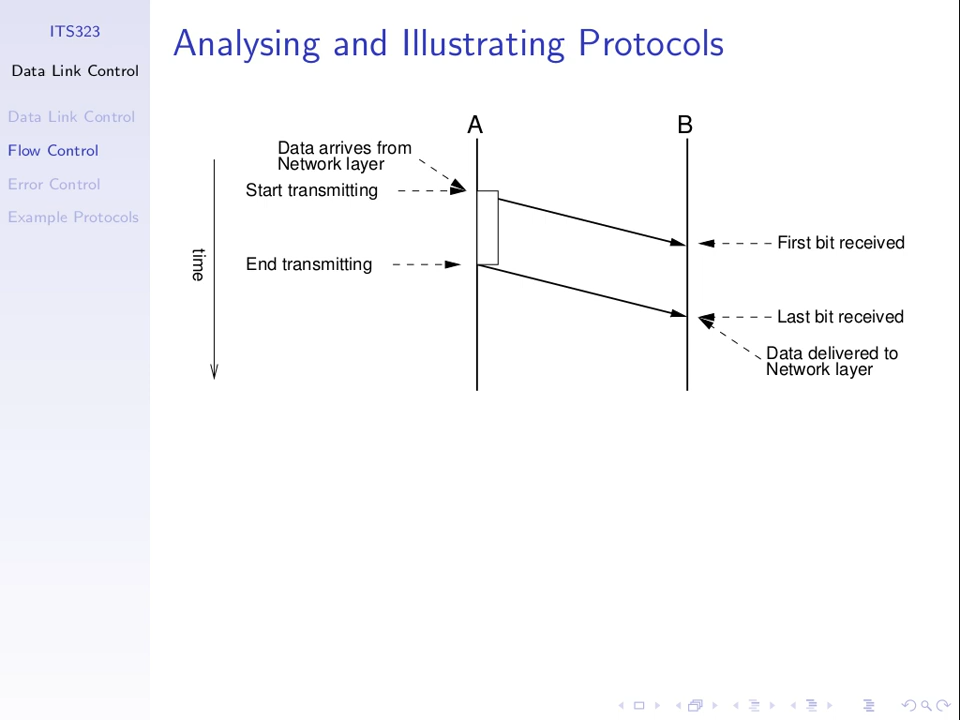 ITS323
Data Link Control
Data Link Control
Flow Control
Error Control
Example Protocols
Analysing and Illustrating Protocols
A
B
Data arrives from
Network layer
Start transmitting
First bit received
time
End transmitting
Last bit received
Data delivered to
Network layer